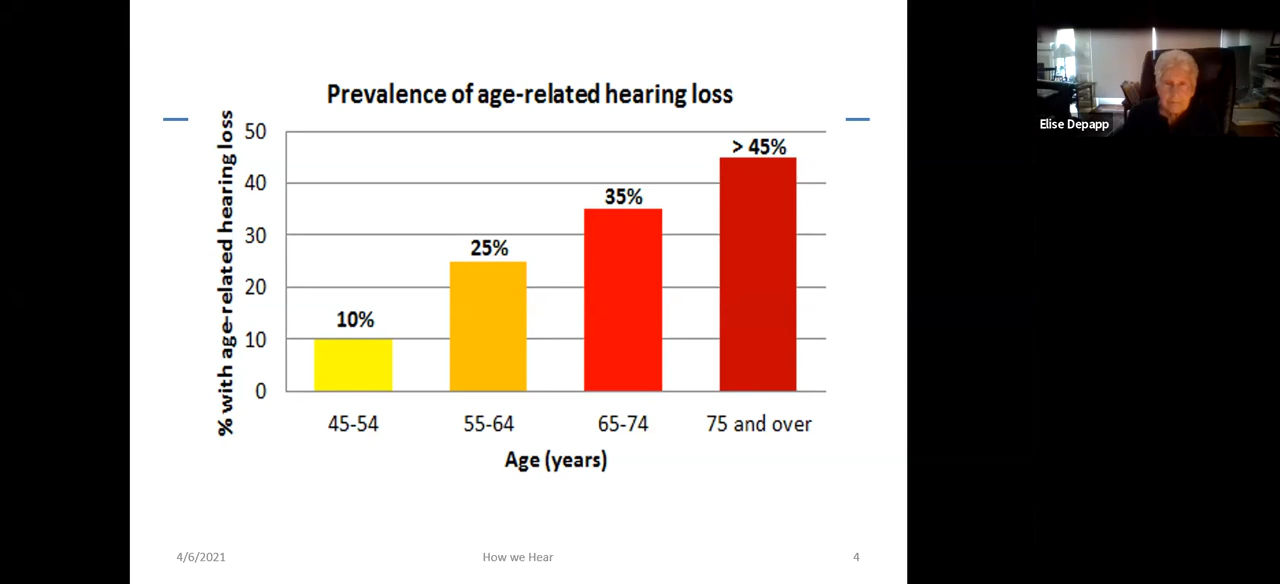 Prevalence of age-related hearing loss
% with age-related hearing loss
50
40
30
20
10
0
10%
25%
35%
> 45%
45-54
55-64
65-74
75 and over
Age (years)
4/6/2021
How we Hear
4
Elise Depapp